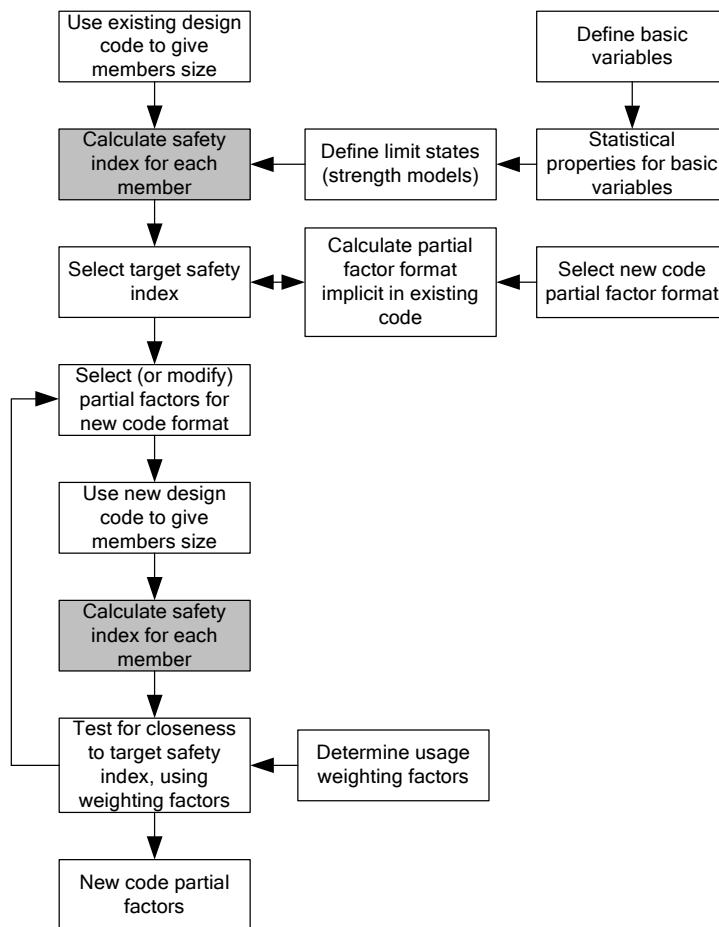 Use existing design
code to give
members size
Define basic
variables
Calculate safety
index for each
member
Define limit states
(strength models)
Statistical
properties for basic
variables
Select target safety
index
Calculate partial
factor format
implicit in existing
code
Select new code
partial factor format
Select (or modify)
partial factors for
new code format
Use new design
code to give
members size
Calculate safety
index for each
member
Test for closeness
to target safety
index, using
weighting factors
Determine usage
weighting factors
New code partial
factors